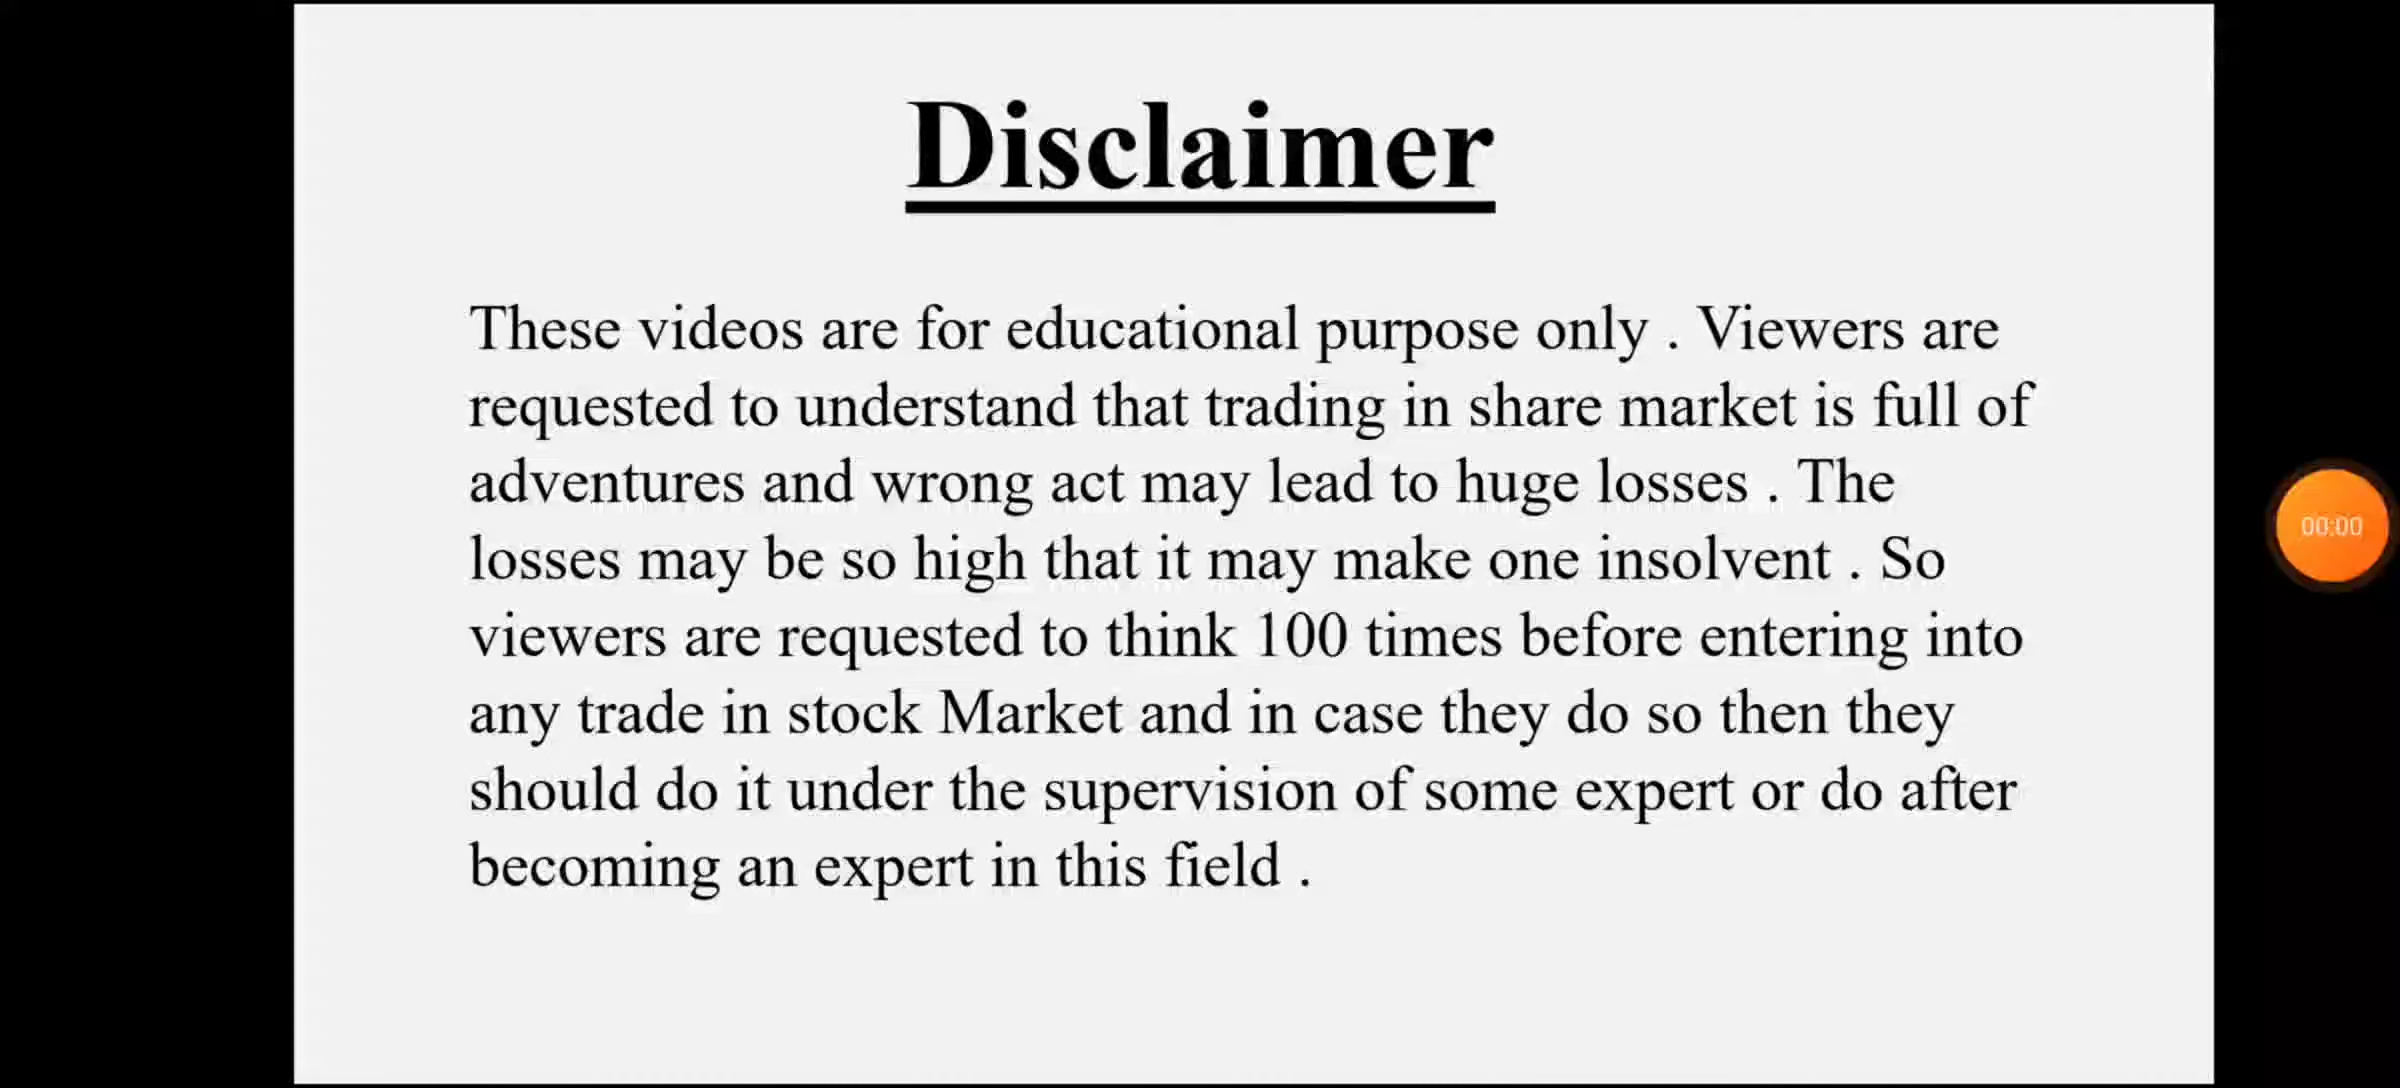 Disclaimer
These videos are for educational purpose only . Viewers are
requested to understand that trading in share market is full of
adventures and wrong act may lead to huge losses . The
losses may be so high that it may make one insolvent . So
viewers are requested to think 100 times before entering into
any trade in stock Market and in case they do so then they
should do it under the supervision of some expert or do after
becoming an expert in this field .
00:00